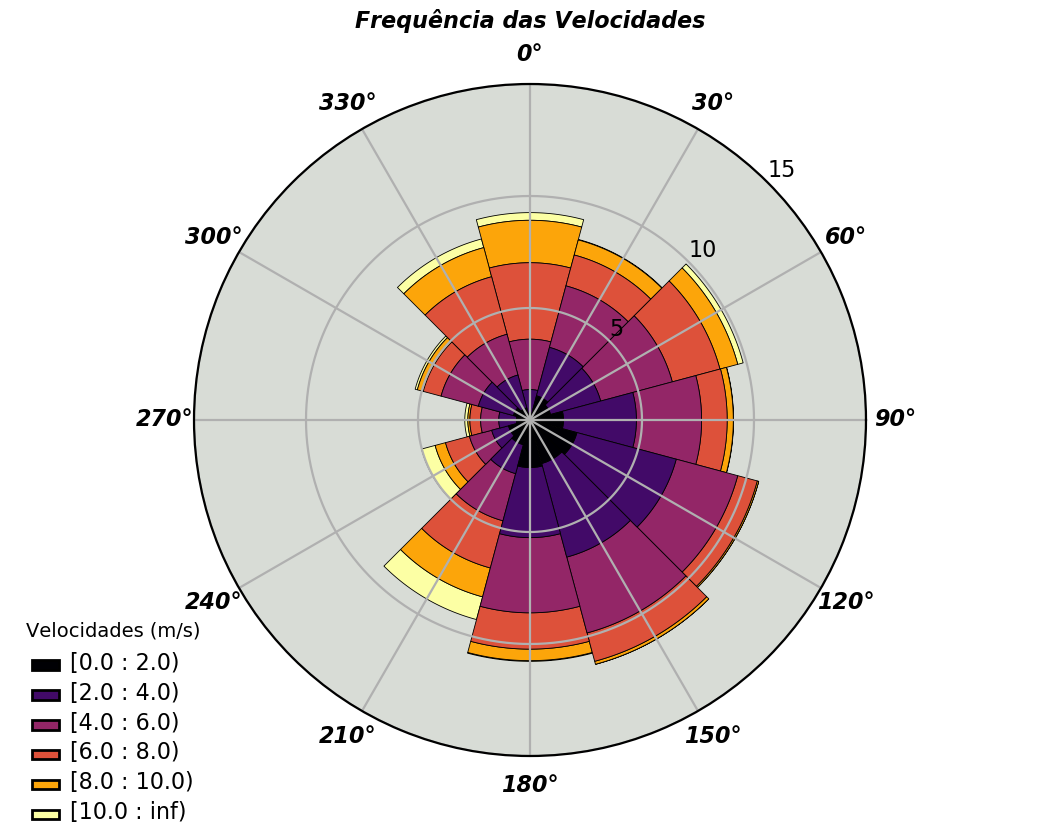 Frequência das Velocidades
0°
330°
30°
15
300°
60°
10
5
270°
90°
240°
120°
210°
150°
180°
Velocidades (m/s)
[0.0 : 2.0)
[2.0 : 4.0)
[4.0 : 6.0)
[6.0 : 8.0)
[8.0 : 10.0)
[10.0 : inf)